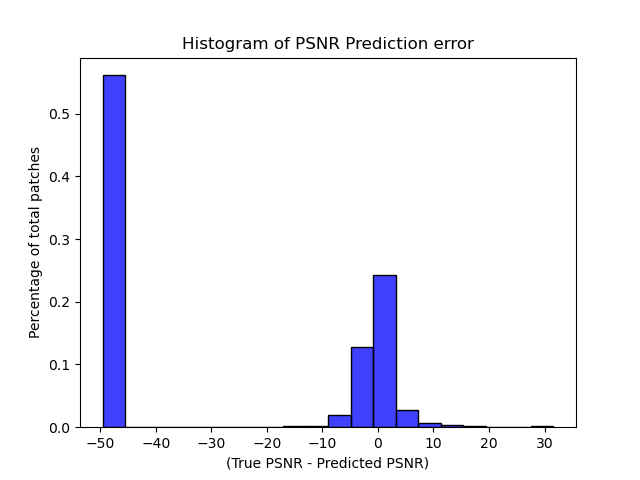 Histogram of PSNR Prediction error
Percentage of total patches
0.5
0.4
0.3
0.2
0.1
0.0
−50 −40 −30 −20 −10 0 10 20 30
(True PSNR - Predicted PSNR)